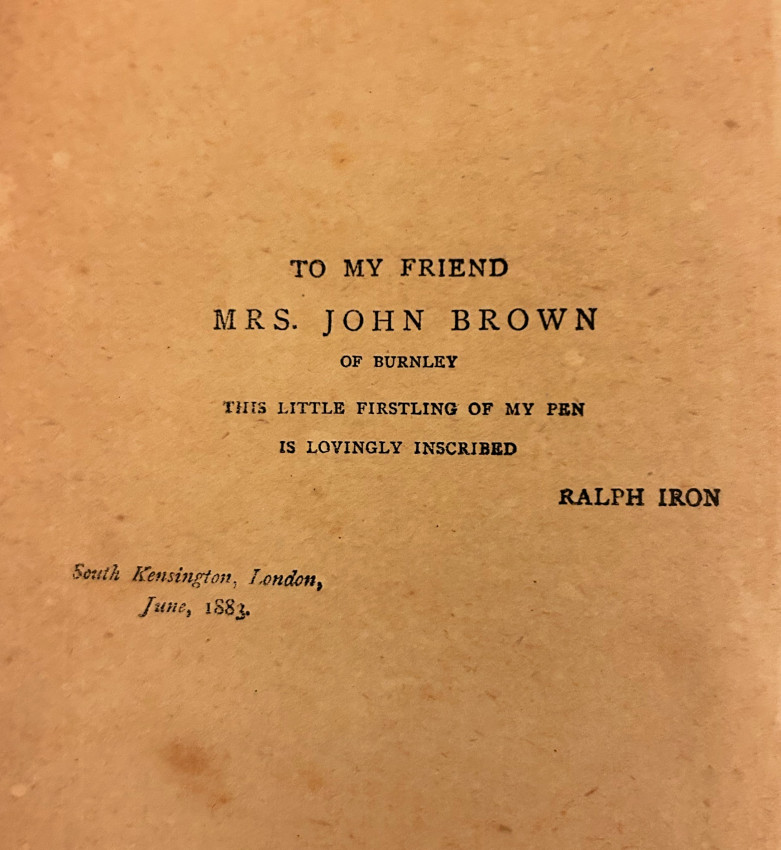 TO MY FRIEND
MRS. JOHN BROWN
OF BURNLEY
THIS LITTLE FIRSTLING OF MY PEN
IS LOVINGLY INSCRIBED
RALPH IRON
South Kensington, London,
June, 1883.